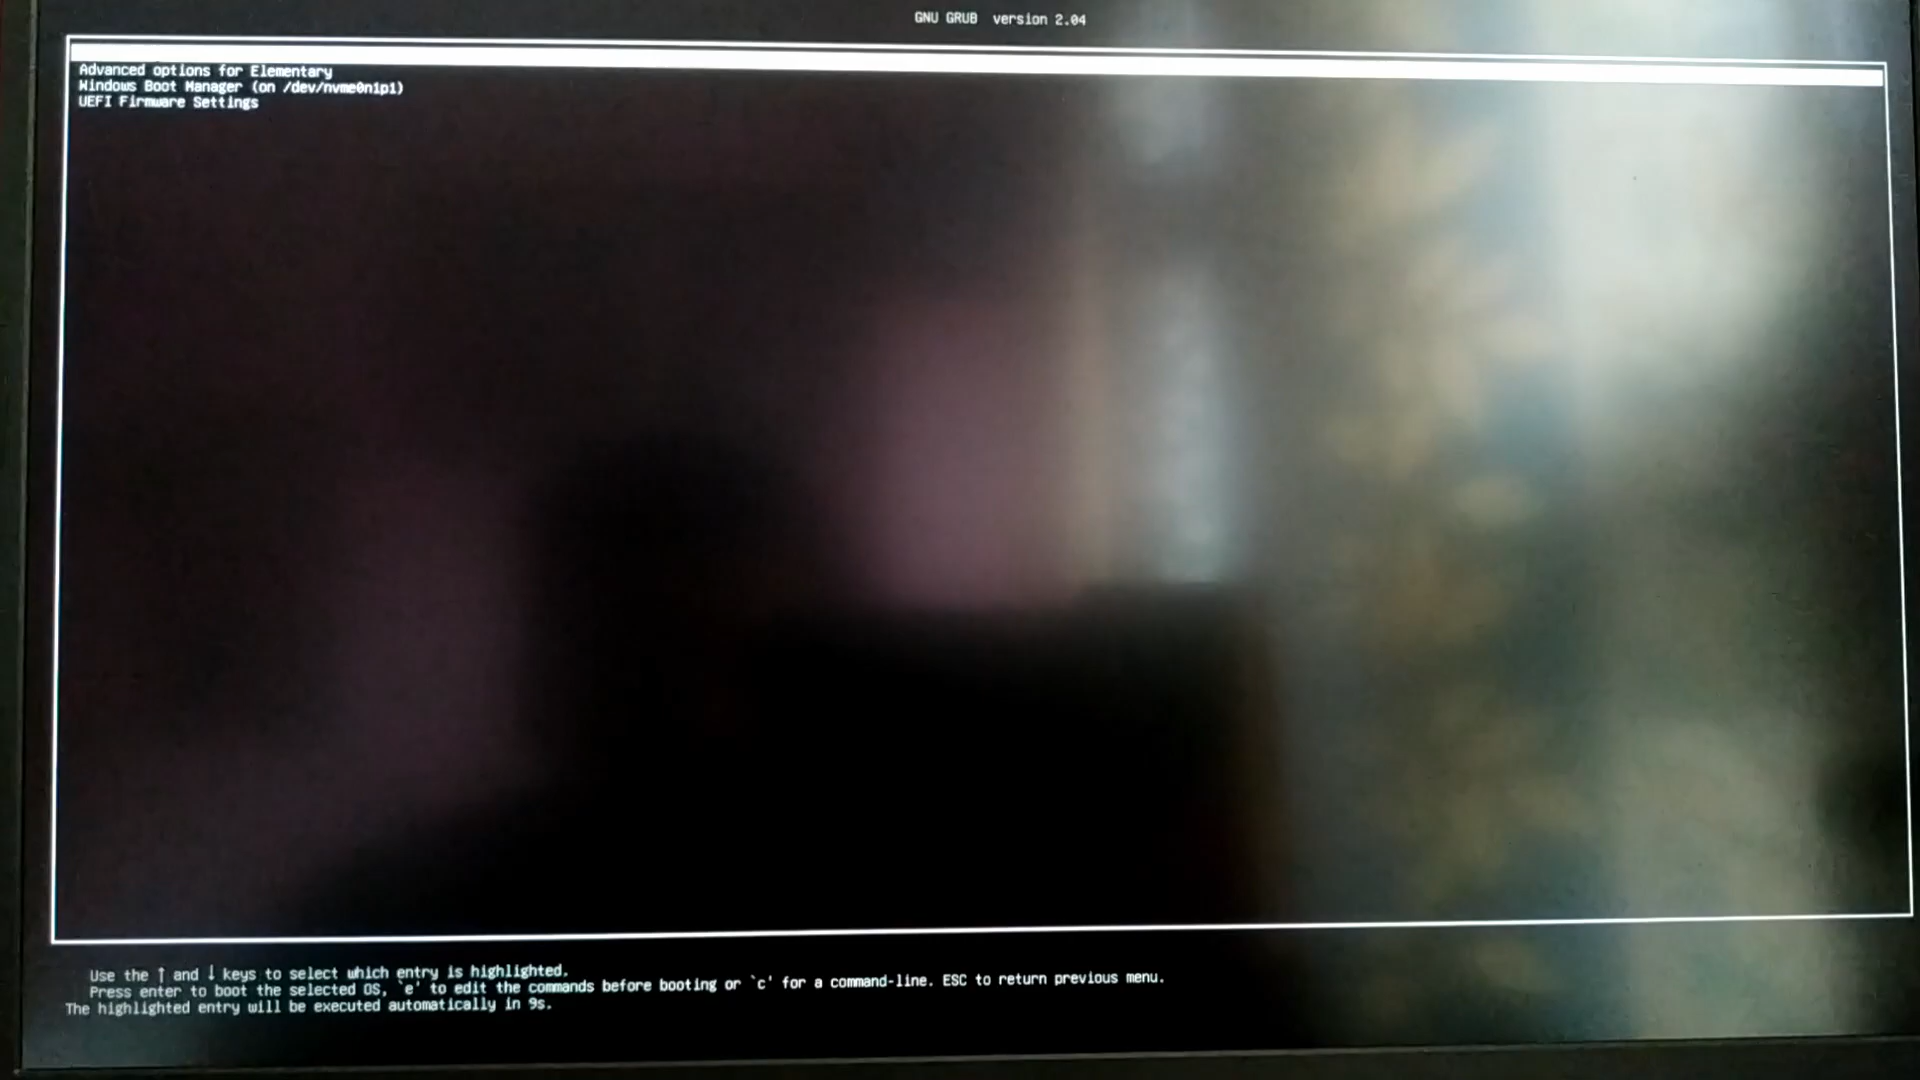 GNU GRUB version 2.04
Advanced options for Elementary
Windows Boot Manager (on /dev/nvme0n1p1)
UEFI Firmware Settings
Use the ↑ and ↓ keys to select which entry is highlighted.
Press enter to boot the selected OS, `e' to edit the commands before booting or `c' for a command-line. ESC to return previous menu.
The highlighted entry will be executed automatically in 9s.